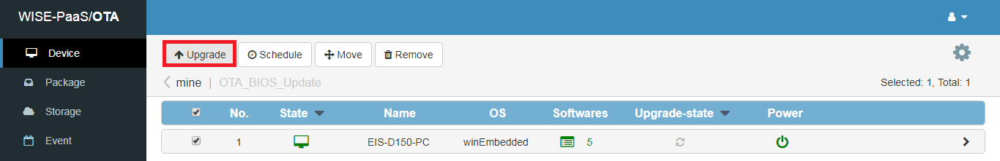 WISE-PaaS/OTA
Device
Package
Storage
Event
Upgrade Schedule Move Remove
mine | OTA_BIOS_Update Selected: 1, Total: 1
No. State Name OS Softwares Upgrade-state Power
1 EIS-D150-PC winEmbedded 5